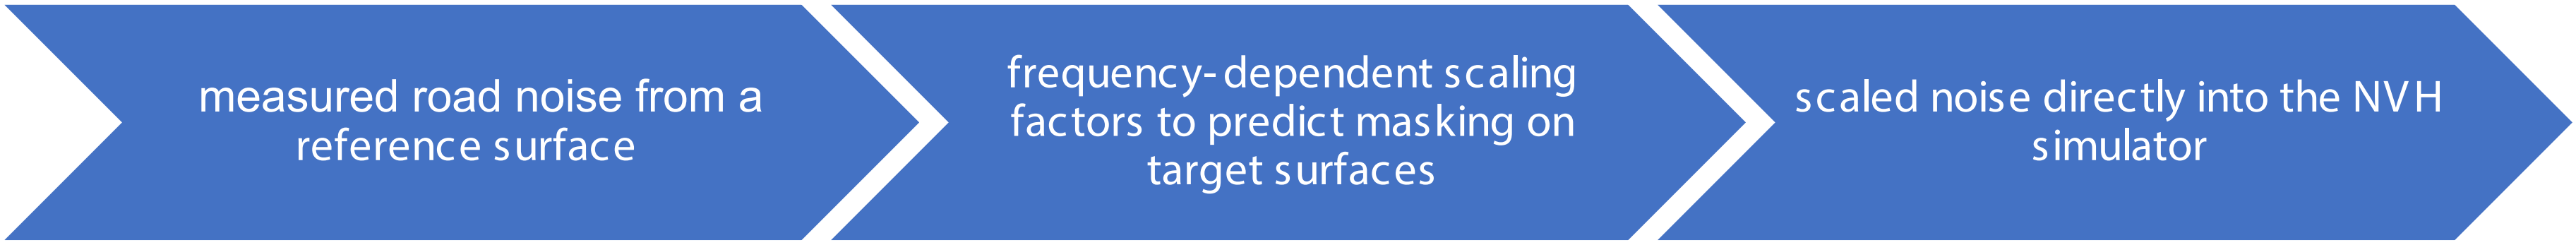 measured road noise from a
reference surface
frequency-dependent scaling
factors to predict masking on
target surfaces
scaled noise directly into the NVH
simulator